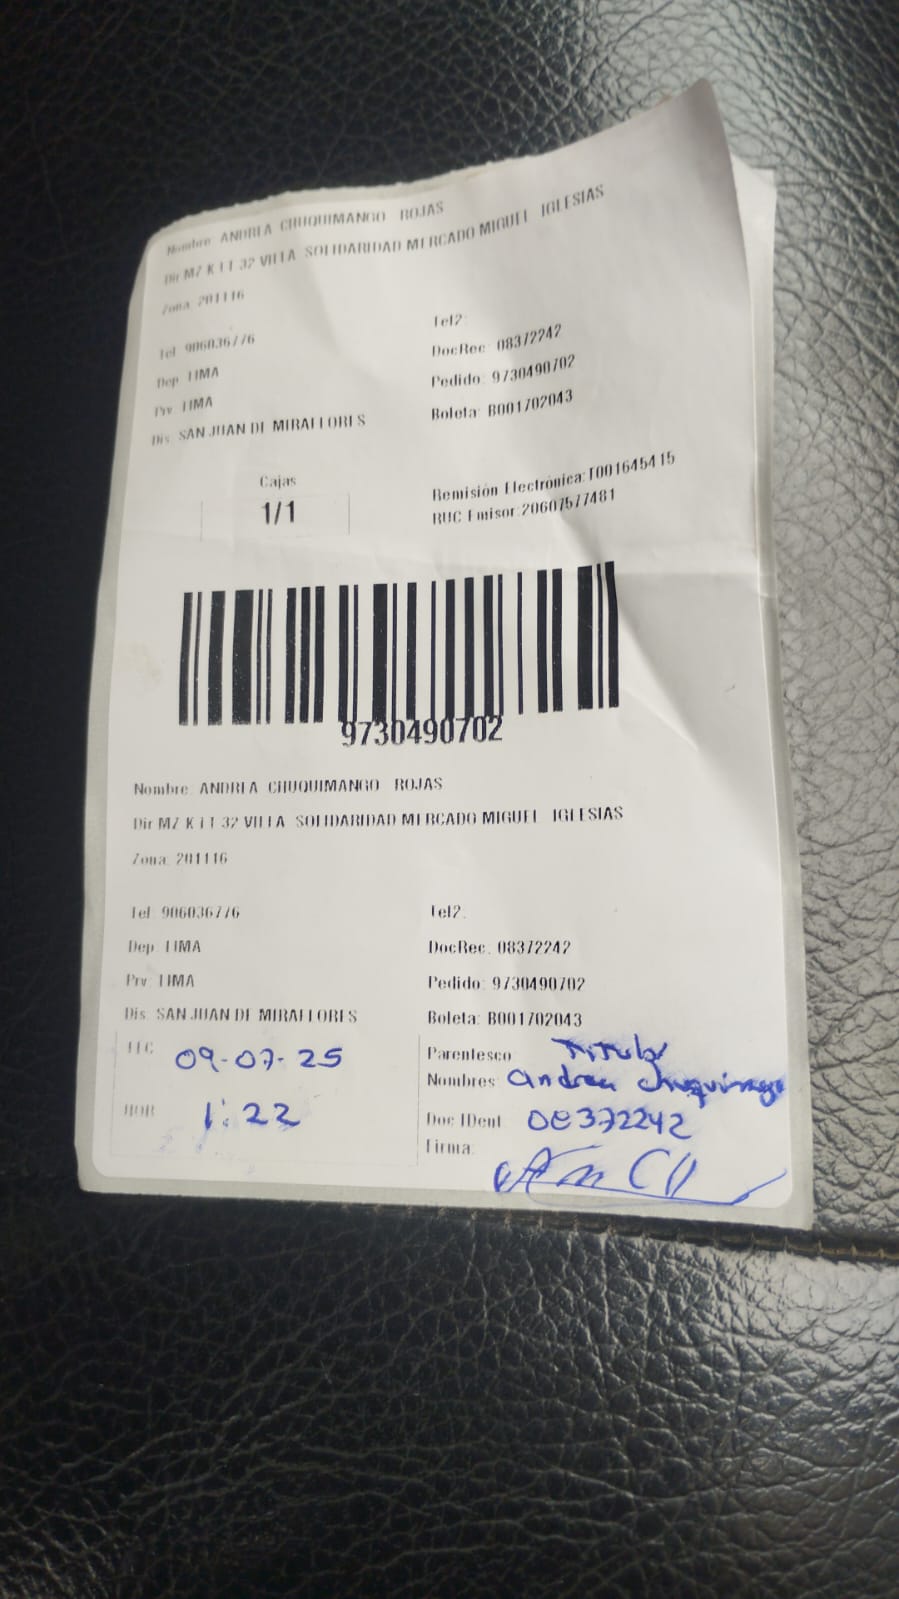 Nombre: ANDREA CHUQUIMANGO ROJAS
Dir MZ K LT 32 VILLA SOLIDARIDAD MERCADO MIGUEL IGLESIAS
Zona: 201116
Tel: 906036776 Tel2:
Dep: LIMA DocRec: 08372242
Prv: LIMA Pedido: 9730490702
Dis: SAN JUAN DE MIRAFLORES Boleta: B001702043
Cajas
1/1
Remisión Electrónica:T001645415
RUC Emisor:20607577481
9730490702
Nombre: ANDREA CHUQUIMANGO ROJAS
Dir MZ K LT 32 VILLA SOLIDARIDAD MERCADO MIGUEL IGLESIAS
Zona: 201116
Tel: 906036776 Tel2:
Dep: LIMA DocRec: 08372242
Prv: LIMA Pedido: 9730490702
Dis: SAN JUAN DE MIRAFLORES Boleta: B001702043
09-07-25 Parentesco: Titular
Nombres: Andrea Chuquimango
HOR 1:22 Doc IDent: 08372242
Firma: